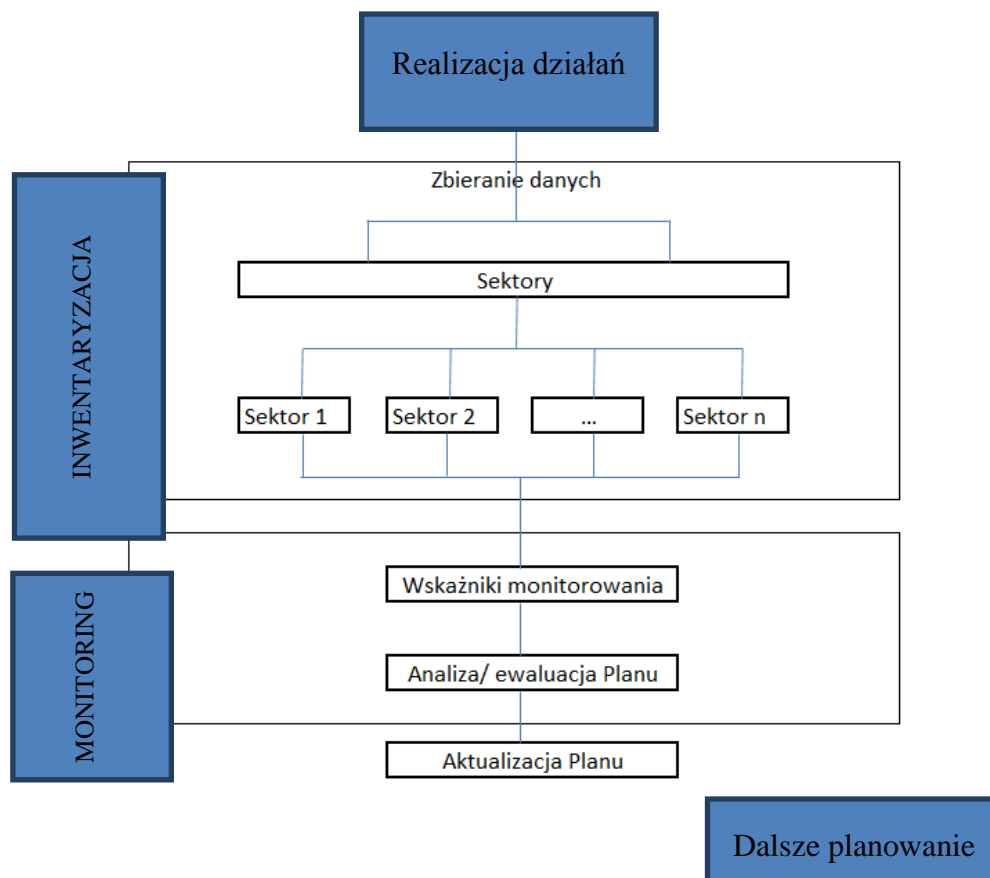 Realizacja działań
Zbieranie danych
INWENTARYZACJA
Sektory
Sektor 1
Sektor 2
...
Sektor n
MONITORING
Wskażniki monitorowania
Analiza/ ewaluacja Planu
Aktualizacja Planu
Dalsze planowanie